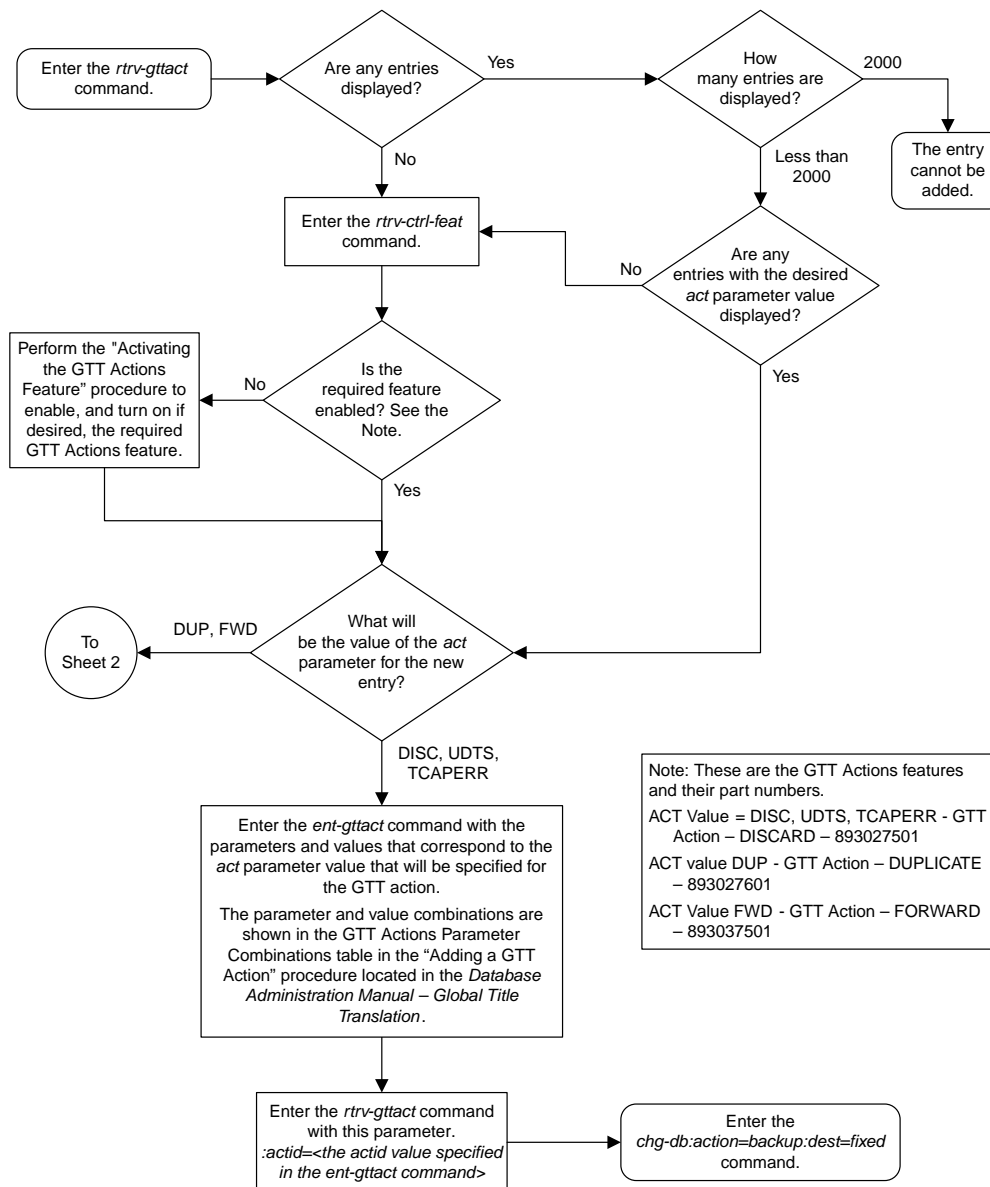 Enter the rtrv-gttact
command.
Are any entries
displayed?
Yes
How
many entries are
displayed?
2000
The entry
cannot be
added.
No
Less than
2000
Enter the rtrv-ctrl-feat
command.
No
Are any
entries with the desired
act parameter value
displayed?
Yes
Perform the "Activating
the GTT Actions
Feature” procedure to
enable, and turn on if
desired, the required
GTT Actions feature.
No
Is the
required feature
enabled? See the
Note.
Yes
To
Sheet 2
DUP, FWD
What will
be the value of the act
parameter for the new
entry?
DISC, UDTS,
TCAPERR
Enter the ent-gttact command with the
parameters and values that correspond to the
act parameter value that will be specified for
the GTT action.
The parameter and value combinations are
shown in the GTT Actions Parameter
Combinations table in the “Adding a GTT
Action” procedure located in the Database
Administration Manual – Global Title
Translation.
Note: These are the GTT Actions features
and their part numbers.
ACT Value = DISC, UDTS, TCAPERR - GTT
Action – DISCARD – 893027501
ACT value DUP - GTT Action – DUPLICATE
– 893027601
ACT Value FWD - GTT Action – FORWARD
– 893037501
Enter the rtrv-gttact command
with this parameter.
:actid=<the actid value specified
in the ent-gttact command>
Enter the
chg-db:action=backup:dest=fixed
command.